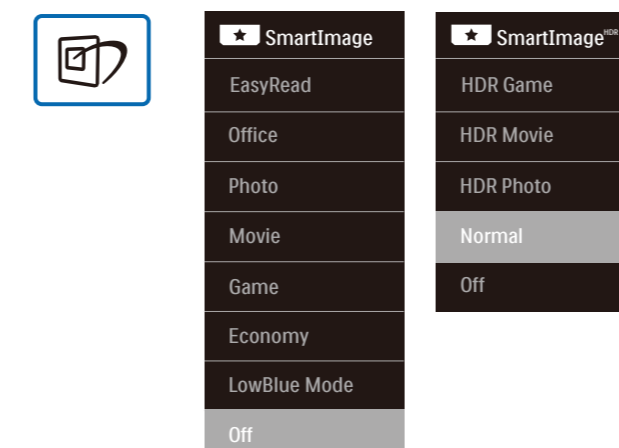 SmartImage
EasyRead
Office
Photo
Movie
Game
Economy
LowBlue Mode
Off
SmartImage HDR
HDR Game
HDR Movie
HDR Photo
Normal
Off